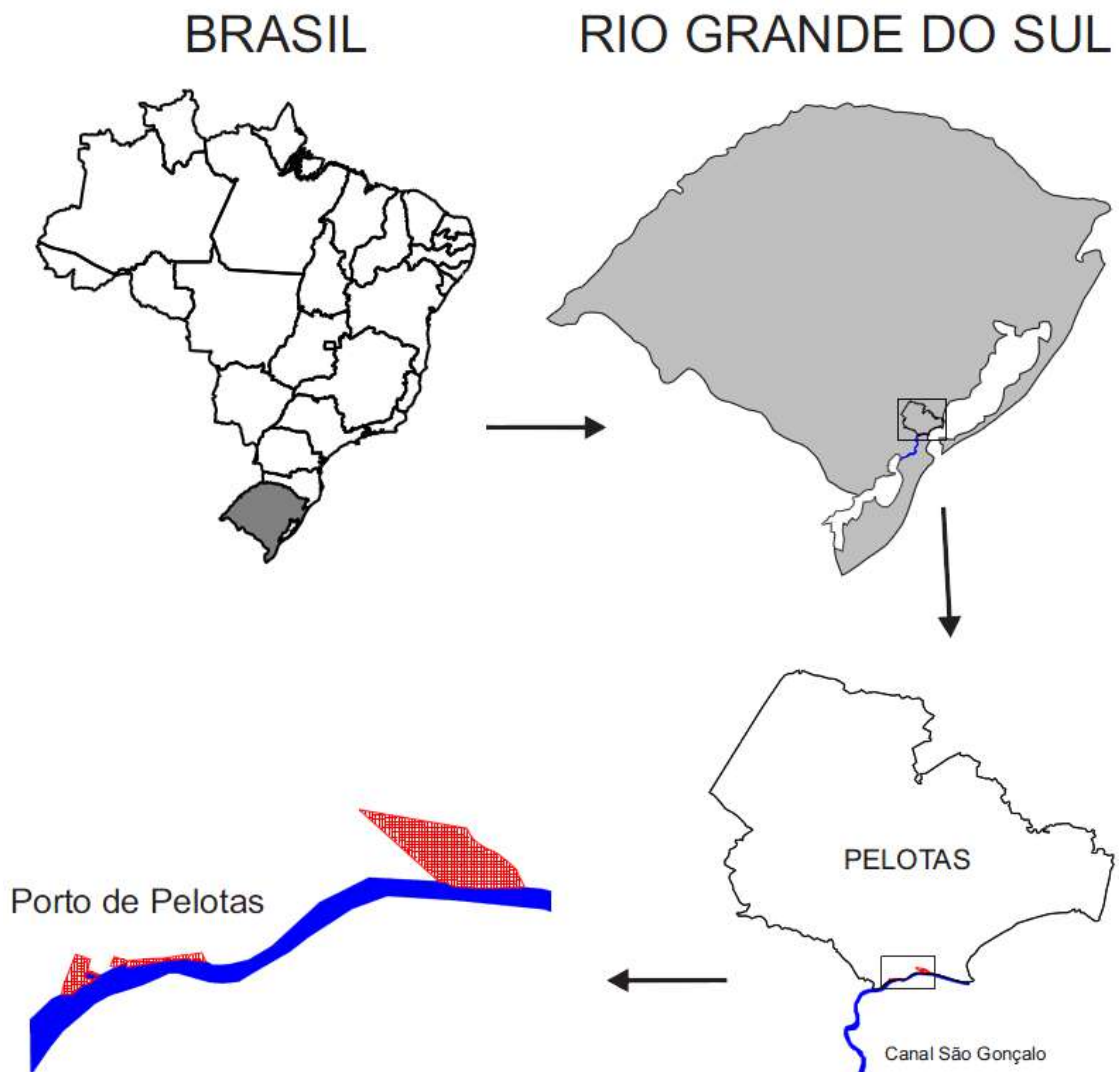 BRASIL
RIO GRANDE DO SUL
PELOTAS
Porto de Pelotas
Canal São Gonçalo